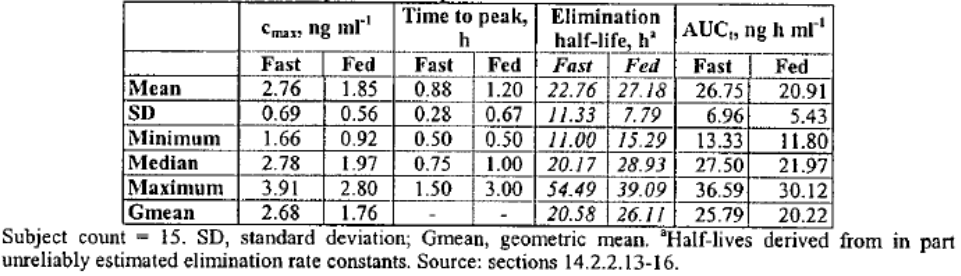 c_max, ng ml⁻¹ Time to peak, h Elimination half-life, hᵃ AUC_t, ng h ml⁻¹
Fast Fed Fast Fed Fast Fed Fast Fed
Mean 2.76 1.85 0.88 1.20 22.76 27.18 26.75 20.91
SD 0.69 0.56 0.28 0.67 11.33 7.79 6.96 5.43
Minimum 1.66 0.92 0.50 0.50 11.00 15.29 13.33 11.80
Median 2.78 1.97 0.75 1.00 20.17 28.93 27.50 21.97
Maximum 3.91 2.80 1.50 3.00 54.49 39.09 36.59 30.12
Gmean 2.68 1.76 - - 20.58 26.11 25.79 20.22
Subject count = 15. SD, standard deviation; Gmean, geometric mean. ᵃHalf-lives derived from in part
unreliably estimated elimination rate constants. Source: sections 14.2.2.13-16.